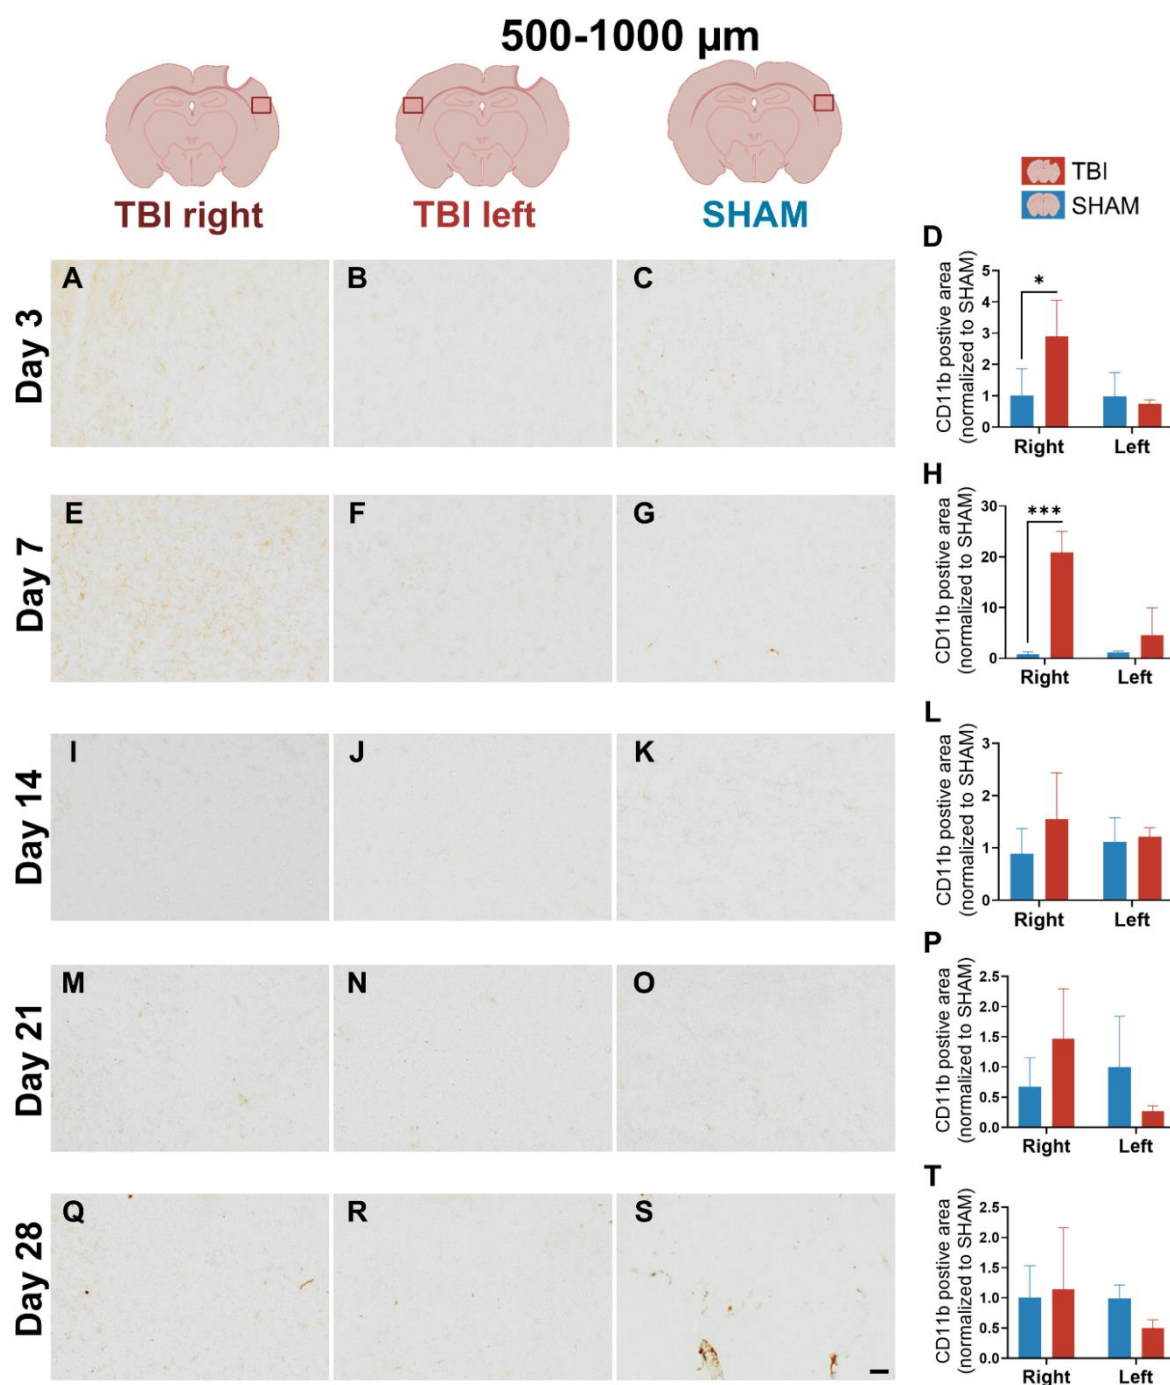 500-1000 µm
TBI right
TBI left
SHAM
TBI
SHAM
Day 3
A
B
C
D
CD11b postive area
(normalized to SHAM)
5
4
3
2
1
0
*
Right
Left
Day 7
E
F
G
H
CD11b postive area
(normalized to SHAM)
30
20
10
0
***
Right
Left
Day 14
I
J
K
L
CD11b postive area
(normalized to SHAM)
3
2
1
0
Right
Left
Day 21
M
N
O
P
CD11b postive area
(normalized to SHAM)
2.5
2.0
1.5
1.0
0.5
0.0
Right
Left
Day 28
Q
R
S
T
CD11b postive area
(normalized to SHAM)
2.5
2.0
1.5
1.0
0.5
0.0
Right
Left